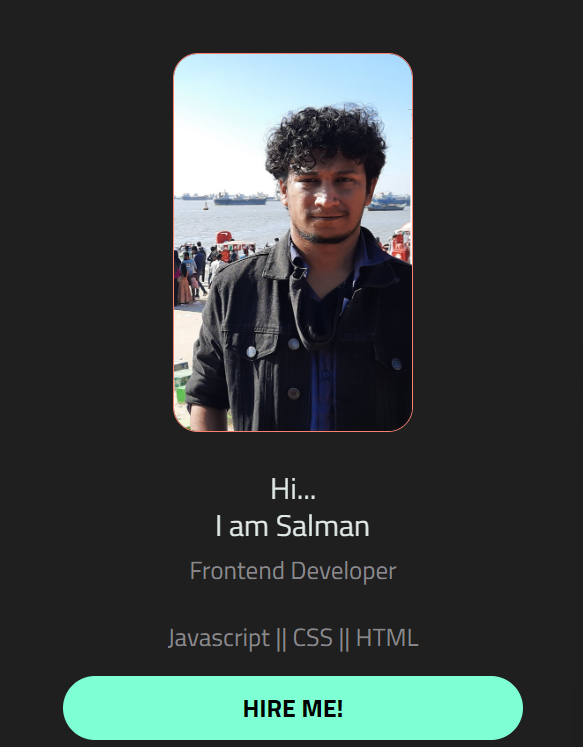 Hi...
I am Salman
Frontend Developer
Javascript || CSS || HTML
HIRE ME!